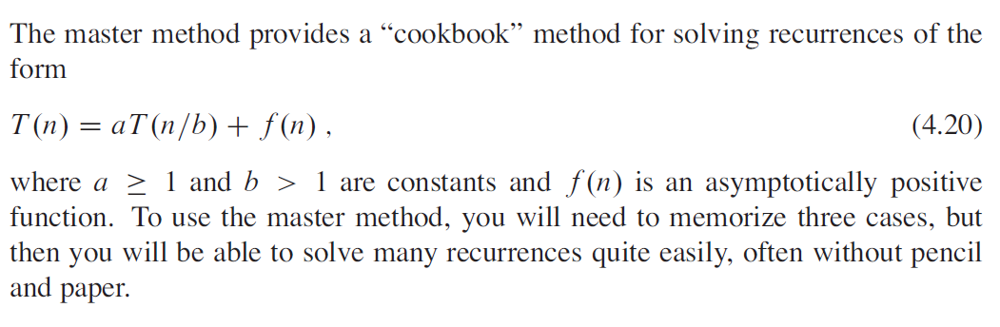 The master method provides a “cookbook” method for solving recurrences of the
form
T(n) = aT(n/b) + f(n) , (4.20)
where a ≥ 1 and b > 1 are constants and f(n) is an asymptotically positive
function. To use the master method, you will need to memorize three cases, but
then you will be able to solve many recurrences quite easily, often without pencil
and paper.